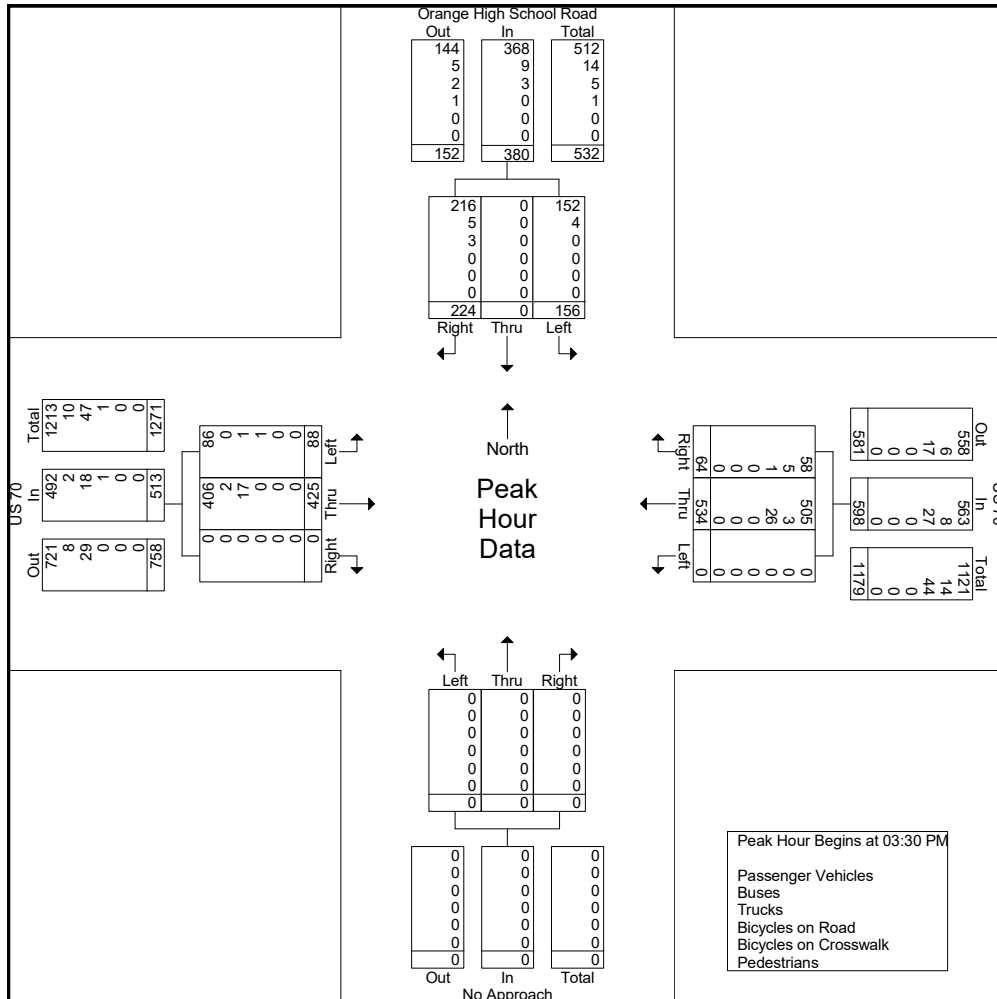 Orange High School Road
Out In Total
144 368 512
5 9 14
2 3 5
1 0 1
0 0 0
0 0 0
152 380 532
216 0 152
5 0 4
3 0 0
0 0 0
0 0 0
0 0 0
224 0 156
Right Thru Left
US 70
Out In Total
721 492 1213
8 2 10
29 18 47
0 1 1
0 0 0
0 0 0
758 513 1271
Left Thru Right
86 406 0
0 2 0
1 17 0
1 0 0
0 0 0
0 0 0
88 425 0
North
Peak
Hour
Data
Right Thru Left
58 505 0
5 3 0
1 26 0
0 0 0
0 0 0
0 0 0
64 534 0
Out In Total
558 563 1121
6 8 14
17 27 44
0 0 0
0 0 0
0 0 0
581 598 1179
Left Thru Right
0 0 0
0 0 0
0 0 0
0 0 0
0 0 0
0 0 0
0 0 0
0 0 0
0 0 0
0 0 0
0 0 0
0 0 0
0 0 0
0 0 0
Out In Total
No Approach
Peak Hour Begins at 03:30 PM
Passenger Vehicles
Buses
Trucks
Bicycles on Road
Bicycles on Crosswalk
Pedestrians